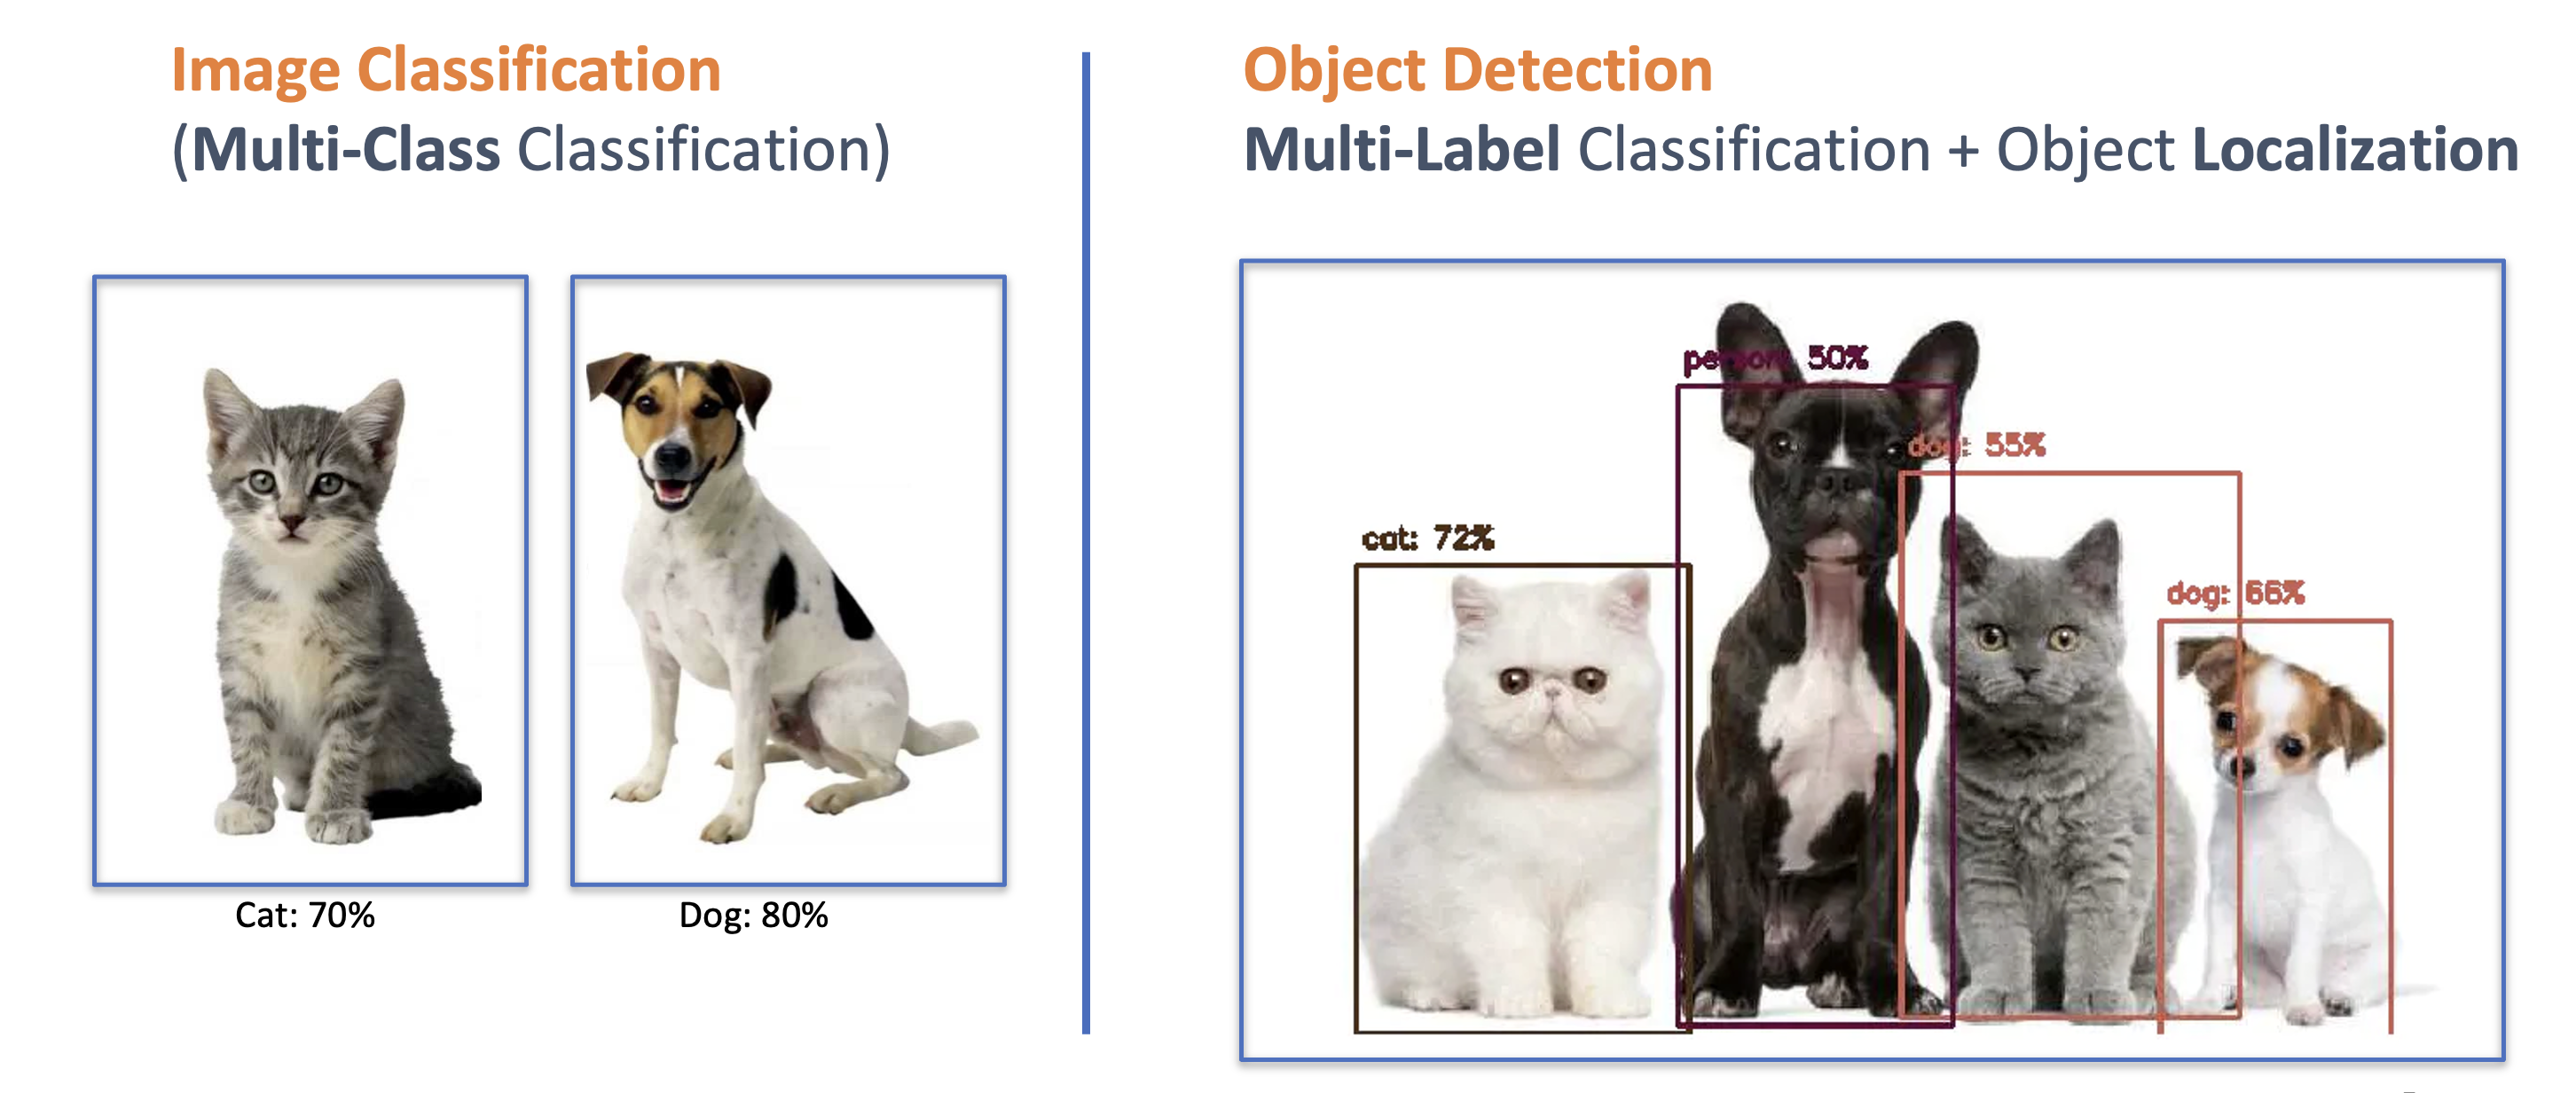 Image Classification
(Multi-Class Classification)
Cat: 70%
Dog: 80%
Object Detection
Multi-Label Classification + Object Localization
person: 50%
dog: 55%
cat: 72%
dog: 66%